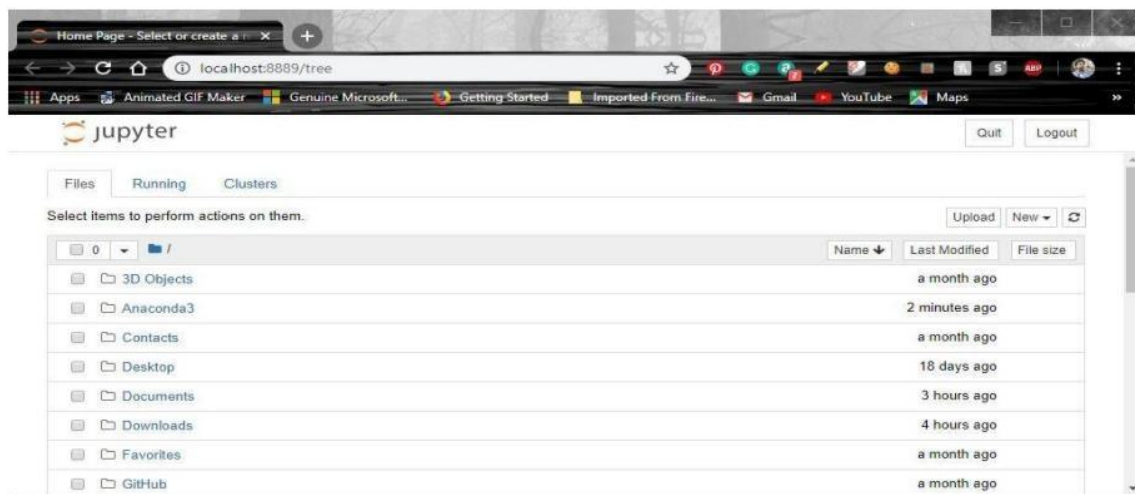 Home Page - Select or create a
localhost:8889/tree
Apps Animated GIF Maker Genuine Microsoft... Getting Started Imported From Fire... Gmail YouTube Maps »
jupyter
Quit Logout
Files Running Clusters
Select items to perform actions on them.
Upload New
0 / Name Last Modified File size
3D Objects a month ago
Anaconda3 2 minutes ago
Contacts a month ago
Desktop 18 days ago
Documents 3 hours ago
Downloads 4 hours ago
Favorites a month ago
GitHub a month ago